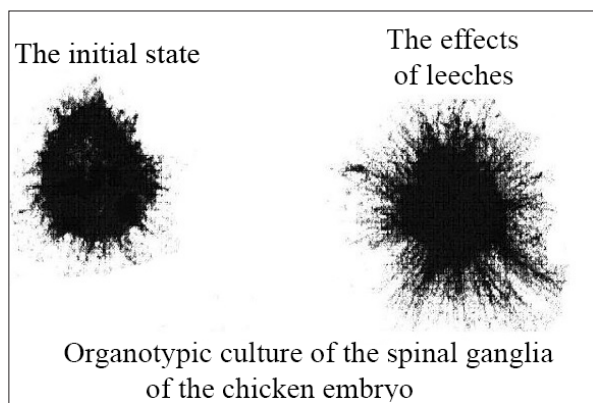 The initial state
The effects
of leeches
Organotypic culture of the spinal ganglia
of the chicken embryo